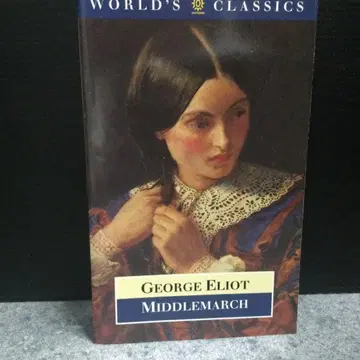 WORLD'S CLASSICS
GEORGE ELIOT
MIDDLEMARCH